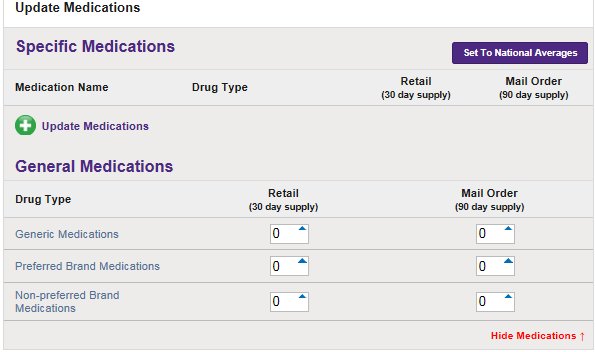 Update Medications
Specific Medications
Set To National Averages
Medication Name Drug Type Retail Mail Order
(30 day supply) (90 day supply)
Update Medications
General Medications
Drug Type Retail Mail Order
(30 day supply) (90 day supply)
Generic Medications 0 0
Preferred Brand Medications 0 0
Non-preferred Brand
Medications 0 0
Hide Medications ↑